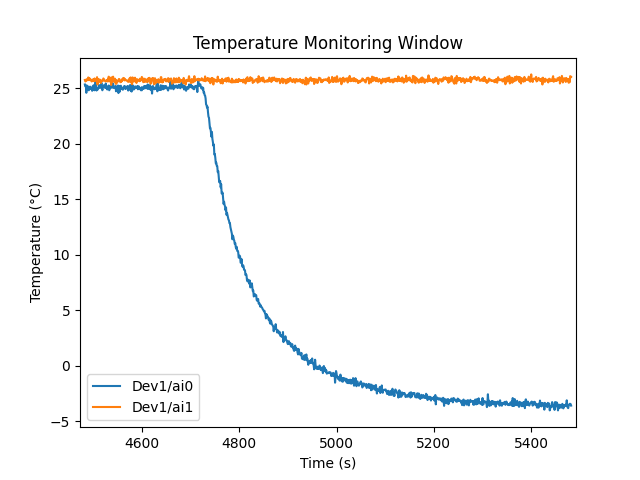 Temperature Monitoring Window
Temperature (°C)
25
20
15
10
5
0
−5
Dev1/ai0
Dev1/ai1
4600 4800 5000 5200 5400
Time (s)